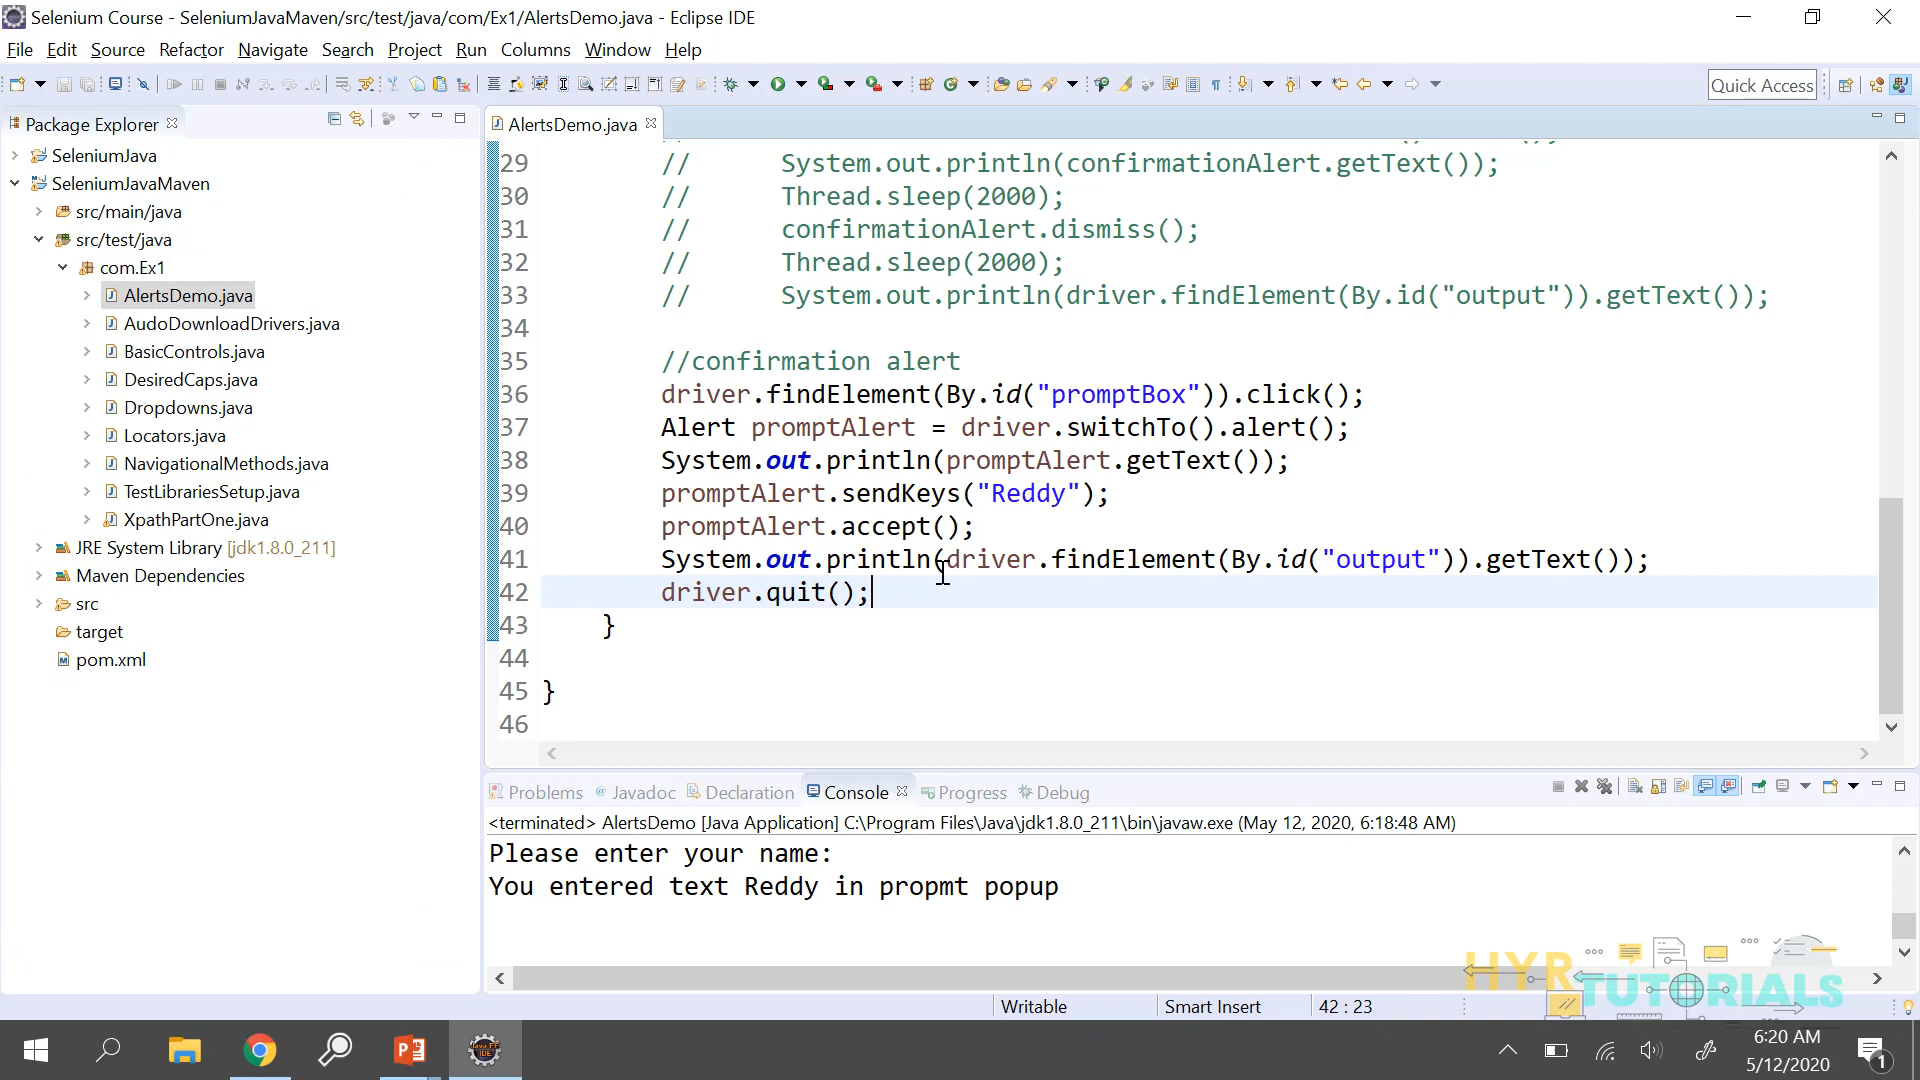 Selenium Course - SeleniumJavaMaven/src/test/java/com/Ex1/AlertsDemo.java - Eclipse IDE
File Edit Source Refactor Navigate Search Project Run Columns Window Help
Quick Access
Package Explorer
SeleniumJava
SeleniumJavaMaven
src/main/java
src/test/java
com.Ex1
AlertsDemo.java
AudoDownloadDrivers.java
BasicControls.java
DesiredCaps.java
Dropdowns.java
Locators.java
NavigationalMethods.java
TestLibrariesSetup.java
XpathPartOne.java
JRE System Library [jdk1.8.0_211]
Maven Dependencies
src
target
pom.xml
AlertsDemo.java
29 // System.out.println(confirmationAlert.getText());
30 // Thread.sleep(2000);
31 // confirmationAlert.dismiss();
32 // Thread.sleep(2000);
33 // System.out.println(driver.findElement(By.id("output")).getText());
34
35 //confirmation alert
36 driver.findElement(By.id("promptBox")).click();
37 Alert promptAlert = driver.switchTo().alert();
38 System.out.println(promptAlert.getText());
39 promptAlert.sendKeys("Reddy");
40 promptAlert.accept();
41 System.out.println(driver.findElement(By.id("output")).getText());
42 driver.quit();
43 }
44
45 }
46
Problems @ Javadoc Declaration Console Progress Debug
<terminated> AlertsDemo [Java Application] C:\Program Files\Java\jdk1.8.0_211\bin\javaw.exe (May 12, 2020, 6:18:48 AM)
Please enter your name:
You entered text Reddy in propmt popup
HYR TUTORIALS
Writable Smart Insert 42 : 23
6:20 AM
5/12/2020
1